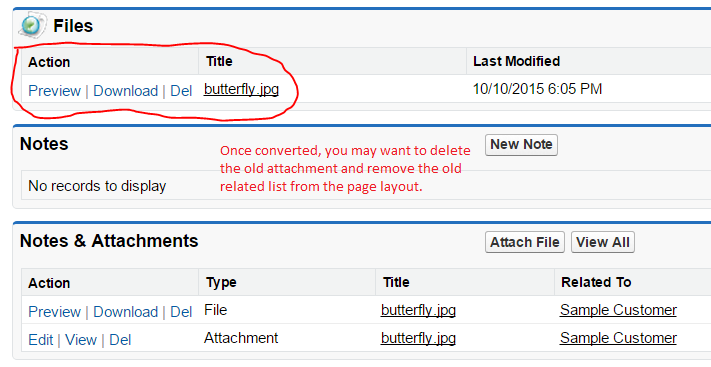 Files
Action Title Last Modified
Preview | Download | Del butterfly.jpg 10/10/2015 6:05 PM
Notes New Note
Once converted, you may want to delete
the old attachment and remove the old
related list from the page layout.
No records to display
Notes & Attachments Attach File View All
Action Type Title Related To
Preview | Download | Del File butterfly.jpg Sample Customer
Edit | View | Del Attachment butterfly.jpg Sample Customer